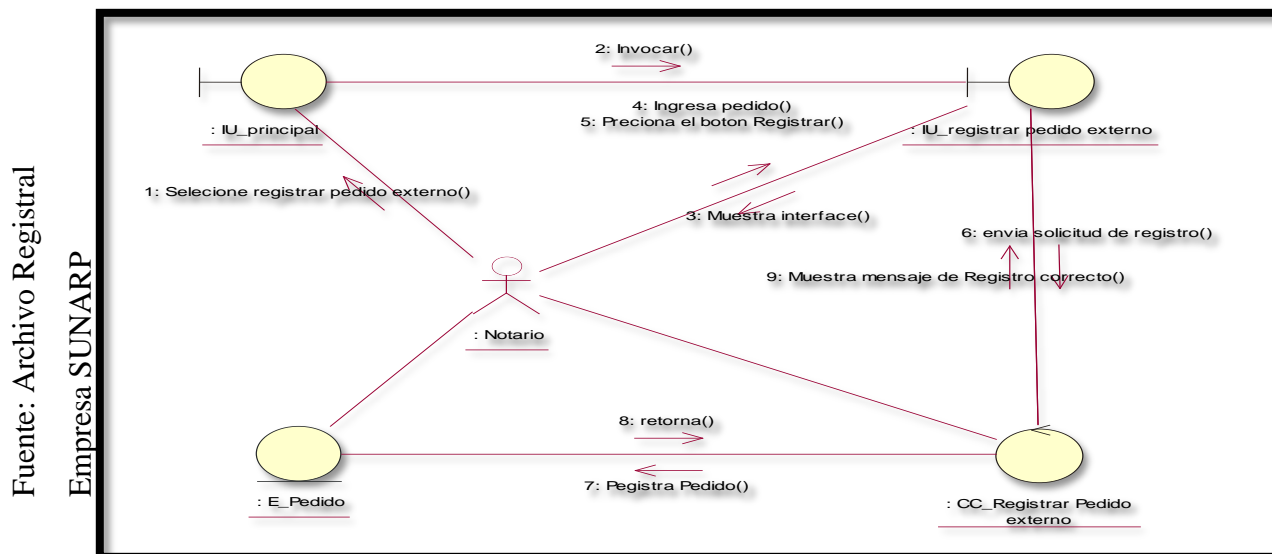 Fuente: Archivo Registral
Empresa SUNARP
2: Invocar()
: IU_principal
4: Ingresa pedido()
5: Preciona el boton Registrar()
: IU_registrar pedido externo
1: Selecione registrar pedido externo()
3: Muestra interface()
6: envia solicitud de registro()
9: Muestra mensaje de Registro correcto()
: Notario
8: retorna()
7: Pegistra Pedido()
: E_Pedido
: CC_Registrar Pedido
externo